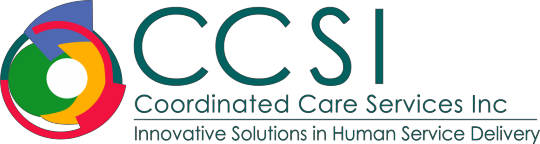 CCSI
Coordinated Care Services Inc
Innovative Solutions in Human Service Delivery